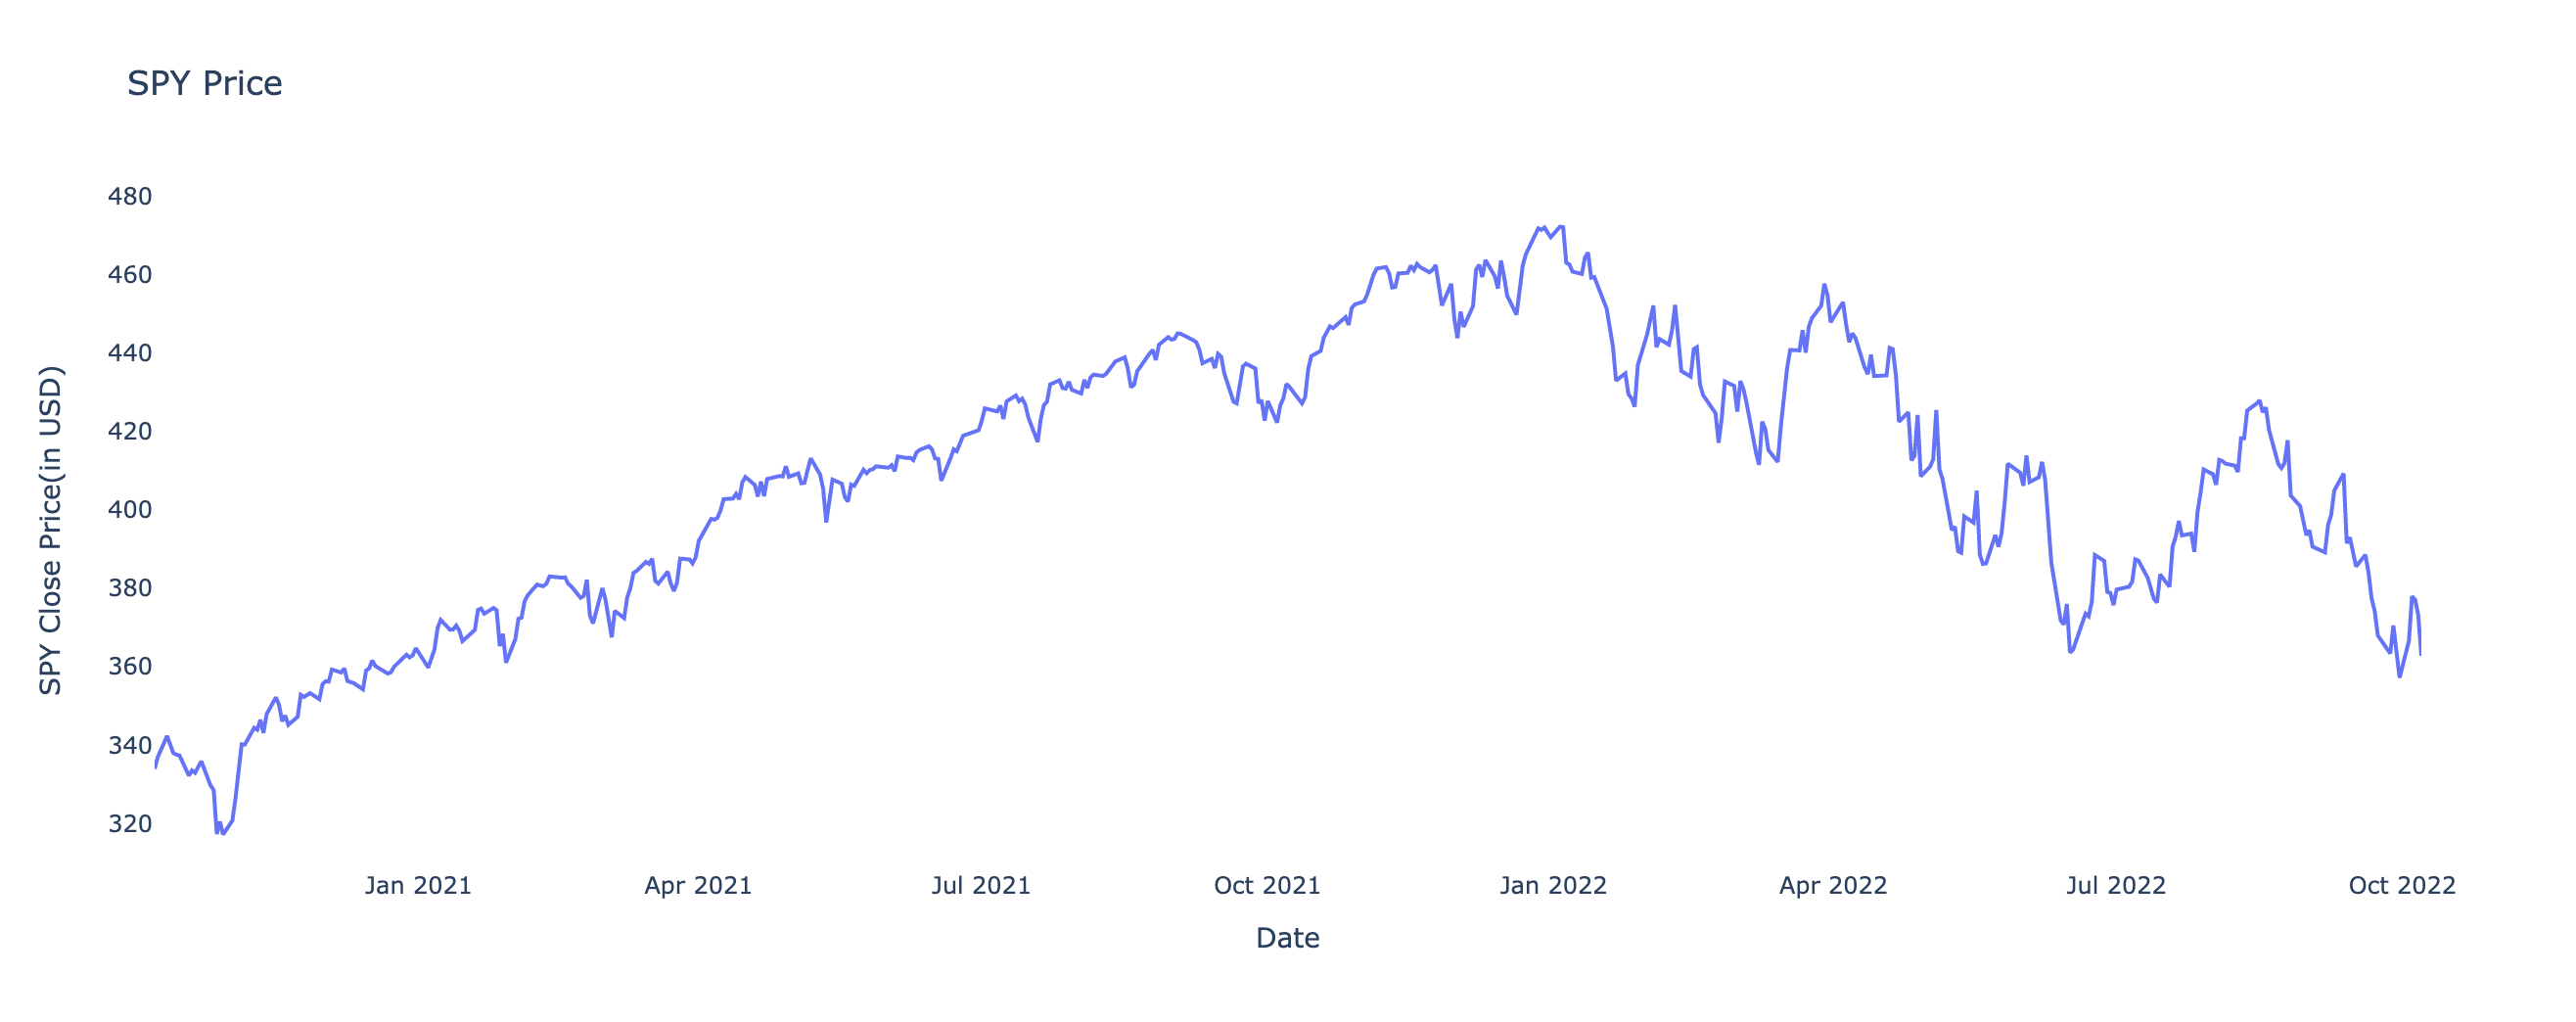 SPY Price
SPY Close Price(in USD)
480
460
440
420
400
380
360
340
320
Jan 2021
Apr 2021
Jul 2021
Oct 2021
Jan 2022
Apr 2022
Jul 2022
Oct 2022
Date